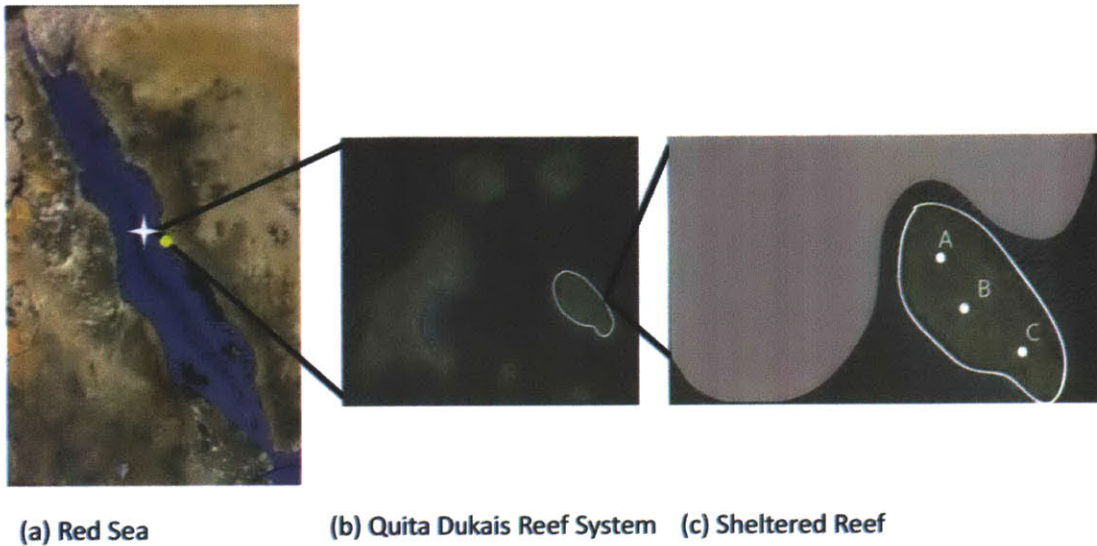 A
B
C
(a) Red Sea
(b) Quita Dukais Reef System
(c) Sheltered Reef